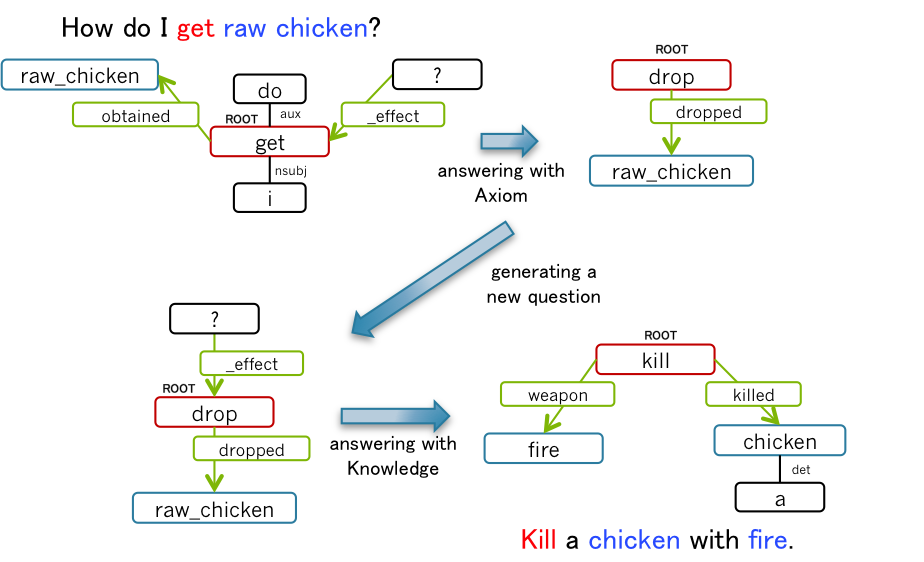 How do I get raw chicken?
raw_chicken
obtained
do
aux
ROOT
get
nsubj
i
?
_effect
answering with
Axiom
ROOT
drop
dropped
raw_chicken
generating a
new question
?
_effect
ROOT
drop
dropped
raw_chicken
answering with
Knowledge
ROOT
kill
weapon
killed
fire
chicken
det
a
Kill a chicken with fire.